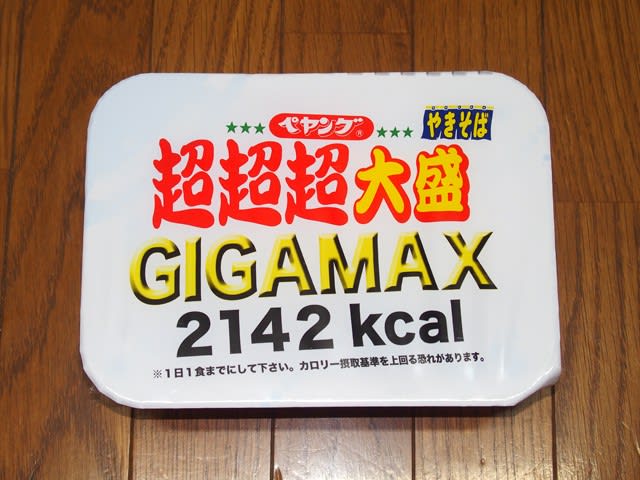 ★★★ ペヤング® ★★★ やきそば
超超超大盛
GIGAMAX
2142 kcal
※1日1食までにして下さい。カロリー摂取基準を上回る恐れがあります。